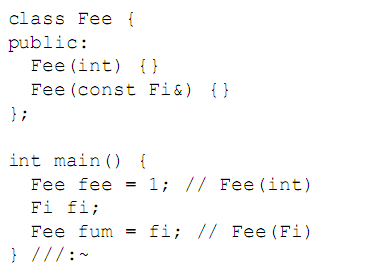 class Fee {
public:
  Fee(int) {}
  Fee(const Fi&) {}
};

int main() {
  Fee fee = 1; // Fee(int)
  Fi fi;
  Fee fum = fi; // Fee(Fi)
} ///:~